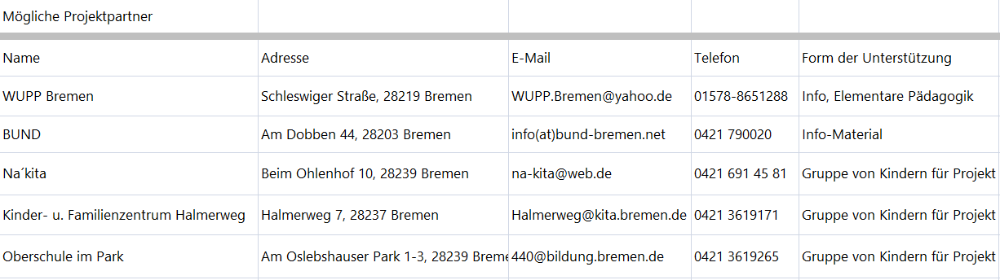 Mögliche Projektpartner
Name Adresse E-Mail Telefon Form der Unterstützung
WUPP Bremen Schleswiger Straße, 28219 Bremen WUPP.Bremen@yahoo.de 01578-8651288 Info, Elementare Pädagogik
BUND Am Dobben 44, 28203 Bremen info(at)bund-bremen.net 0421 790020 Info-Material
Na´kita Beim Ohlenhof 10, 28239 Bremen na-kita@web.de 0421 691 45 81 Gruppe von Kindern für Projekt
Kinder- u. Familienzentrum Halmerweg Halmerweg 7, 28237 Bremen Halmerweg@kita.bremen.de 0421 3619171 Gruppe von Kindern für Projekt
Oberschule im Park Am Oslebshauser Park 1-3, 28239 Breme 440@bildung.bremen.de 0421 3619265 Gruppe von Kindern für Projekt